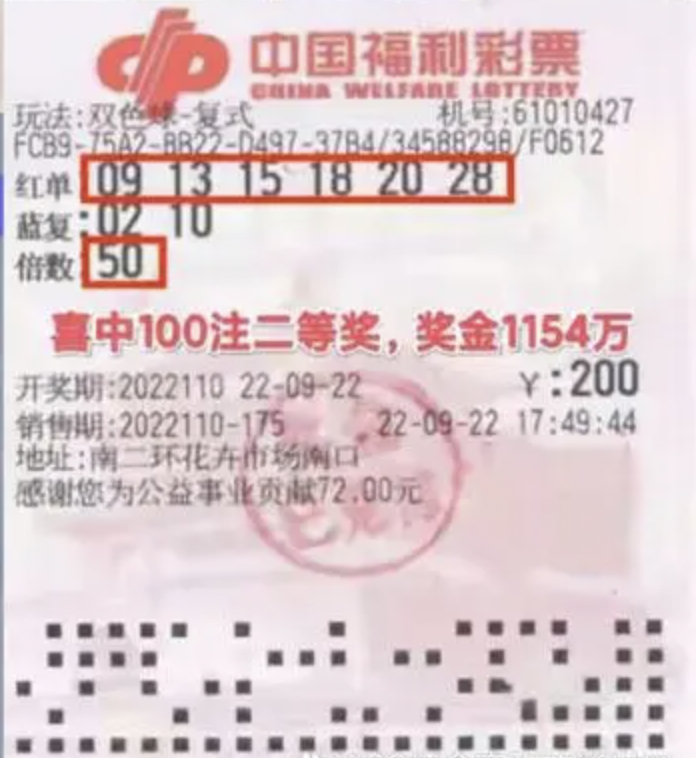 中国福利彩票
CHINA WELFARE LOTTERY
玩法:双色球-复式 机号:61010427
FCB9-75A2-BB22-D497-37B4/34588298/F0612
红单 09 13 15 18 20 28
蓝复:02 10
倍数 50
喜中100注二等奖，奖金1154万
开奖期:2022110 22-09-22 ￥:200
销售期:2022110-175 22-09-22 17:49:44
地址:南二环花卉市场南口
感谢您为公益事业贡献72.00元